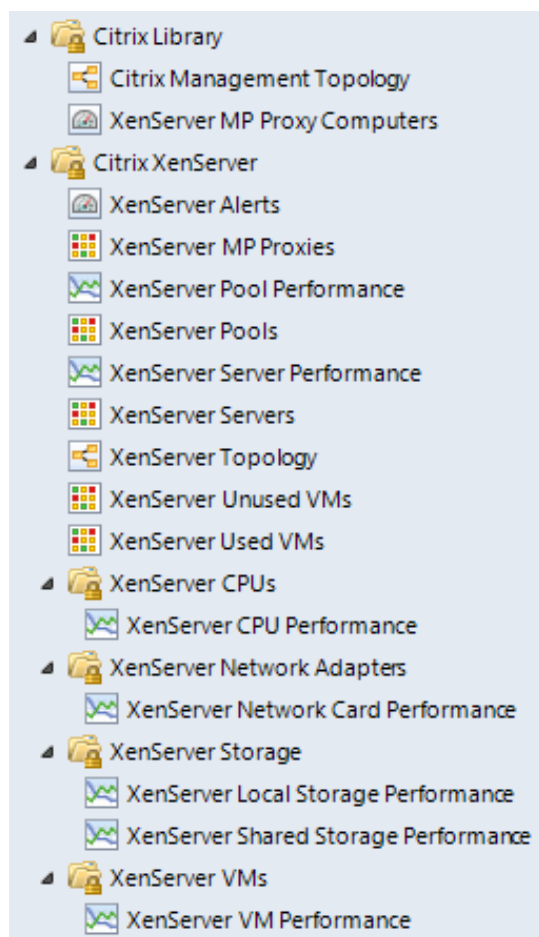 Citrix Library
Citrix Management Topology
XenServer MP Proxy Computers
Citrix XenServer
XenServer Alerts
XenServer MP Proxies
XenServer Pool Performance
XenServer Pools
XenServer Server Performance
XenServer Servers
XenServer Topology
XenServer Unused VMs
XenServer Used VMs
XenServer CPUs
XenServer CPU Performance
XenServer Network Adapters
XenServer Network Card Performance
XenServer Storage
XenServer Local Storage Performance
XenServer Shared Storage Performance
XenServer VMs
XenServer VM Performance